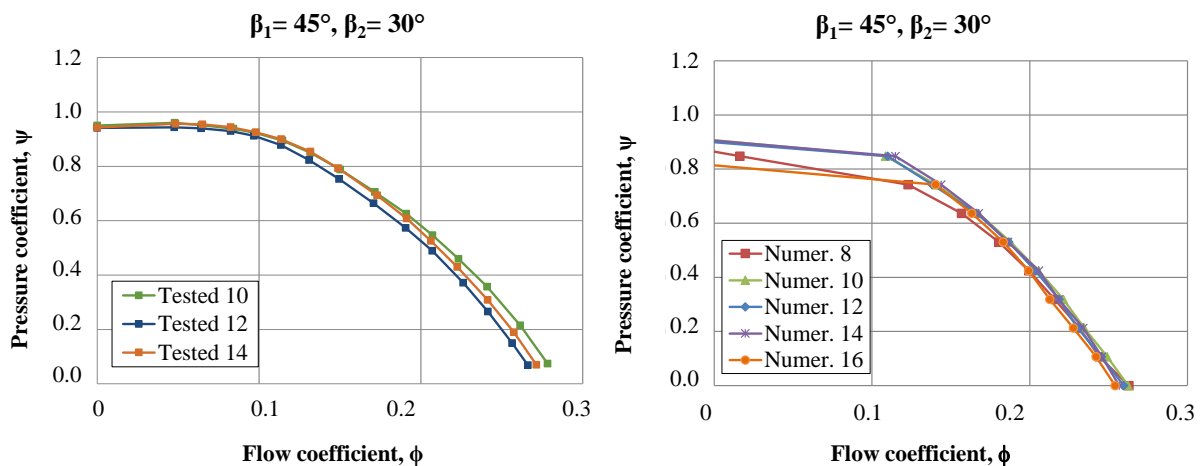 β₁= 45°, β₂= 30°
Pressure coefficient, ψ
1.2
1.0
0.8
0.6
0.4
0.2
0.0
Tested 10
Tested 12
Tested 14
0
0.1
0.2
0.3
Flow coefficient, ϕ
β₁= 45°, β₂= 30°
Pressure coefficient, ψ
1.2
1.0
0.8
0.6
0.4
0.2
0.0
Numer. 8
Numer. 10
Numer. 12
Numer. 14
Numer. 16
0
0.1
0.2
0.3
Flow coefficient, ϕ